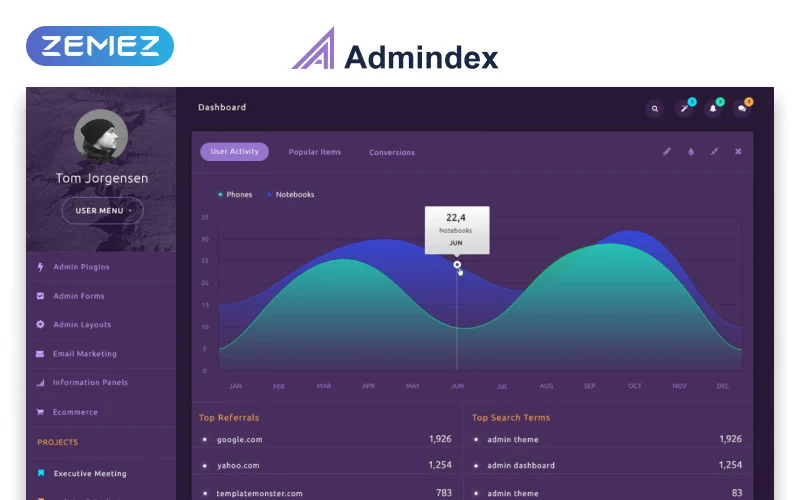 ZEMEZ
Admindex
Dashboard
Tom Jorgensen
USER MENU
Admin Plugins
Admin Forms
Admin Layouts
Email Marketing
Information Panels
Ecommerce
PROJECTS
Executive Meeting
User Activity
Popular Items
Conversions
Phones
Notebooks
35
30
25
20
15
10
5
0
22,4
Notebooks
JUN
JAN FEB MAR APR MAY JUN JUL AUG SEP OCT NOV DEC
Top Referrals
google.com 1,926
yahoo.com 1,254
templatemonster.com 783
Top Search Terms
admin theme 1,926
admin dashboard 1,254
admin theme 83